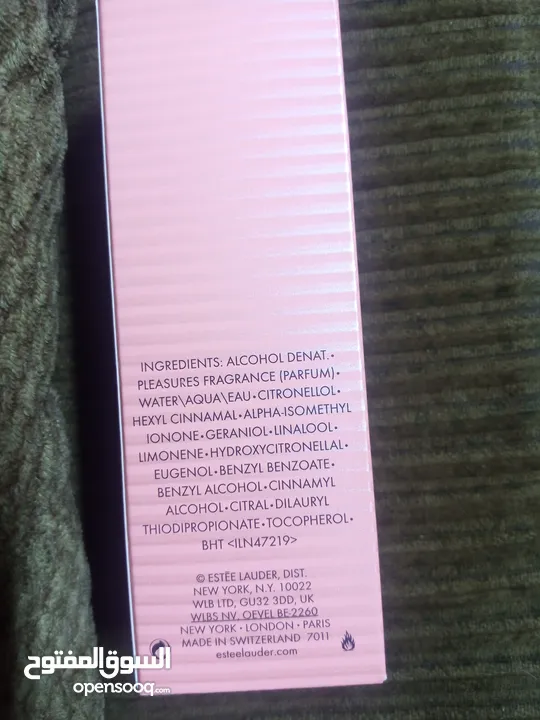 INGREDIENTS: ALCOHOL DENAT.•
PLEASURES FRAGRANCE (PARFUM)•
WATER\AQUA\EAU•CITRONELLOL•
HEXYL CINNAMAL•ALPHA-ISOMETHYL
IONONE•GERANIOL•LINALOOL•
LIMONENE•HYDROXYCITRONELLAL•
EUGENOL•BENZYL BENZOATE•
BENZYL ALCOHOL•CINNAMYL
ALCOHOL•CITRAL•DILAURYL
THIODIPROPIONATE•TOCOPHEROL•
BHT <ILN47219>
© ESTĒE LAUDER, DIST.
NEW YORK, N.Y. 10022
WLB LTD, GU32 3DD, UK
WLBS NV, OEVEL BE-2260
NEW YORK • LONDON • PARIS
MADE IN SWITZERLAND 7011
esteelauder.com
السوق المفتوح
opensooq.com